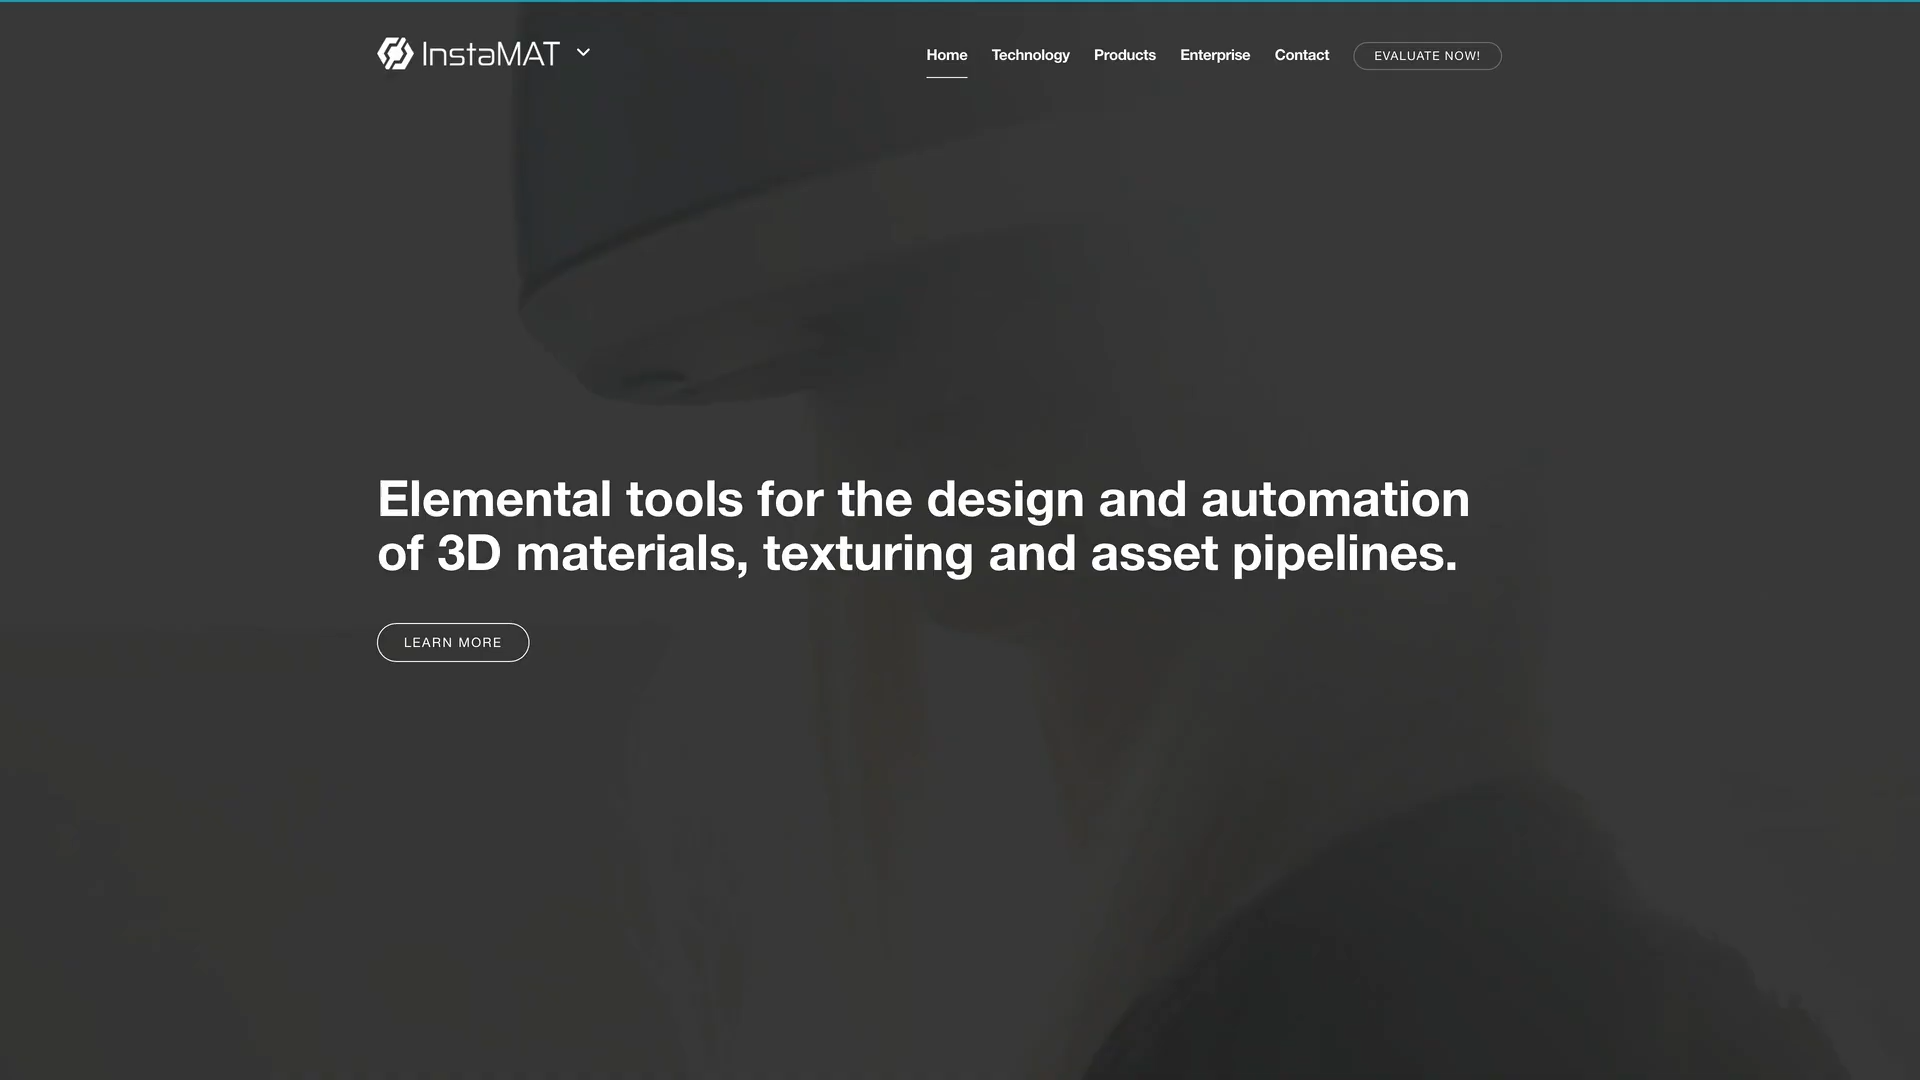 InstaMAT
Home Technology Products Enterprise Contact EVALUATE NOW!
Elemental tools for the design and automation
of 3D materials, texturing and asset pipelines.
LEARN MORE